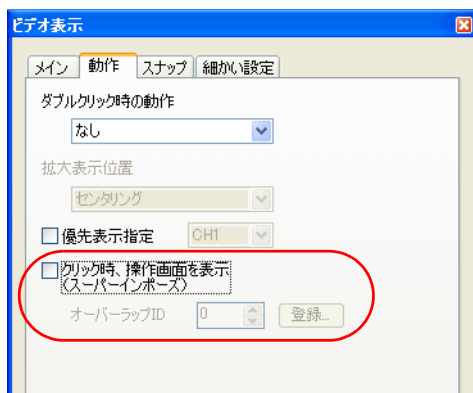 ビデオ表示
メイン 動作 スナップ 細かい設定
ダブルクリック時の動作
なし
拡大表示位置
センタリング
優先表示指定 CH1
クリック時、操作画面を表示
(スーパーインポーズ)
オーバーラップID 0 登録...